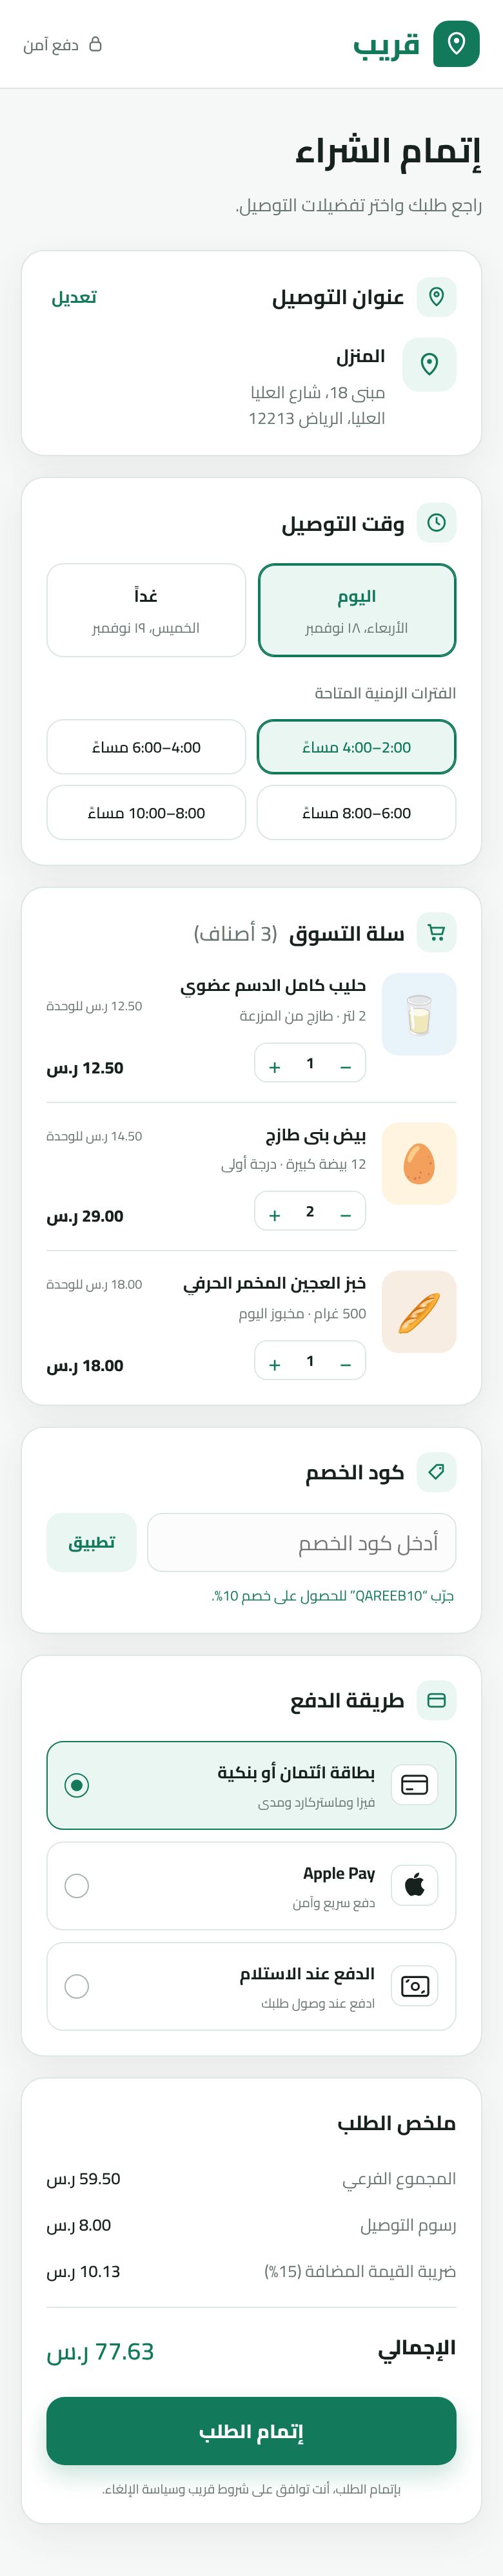 قريب
دفع آمن
إتمام الشراء
راجع طلبك واختر تفضيلات التوصيل.
عنوان التوصيل
تعديل
المنزل
مبنى 18، شارع العليا
العليا، الرياض 12213
وقت التوصيل
اليوم
الأربعاء، ١٨ نوفمبر
غداً
الخميس، ١٩ نوفمبر
الفترات الزمنية المتاحة
2:00–4:00 مساءً
4:00–6:00 مساءً
6:00–8:00 مساءً
8:00–10:00 مساءً
سلة التسوق (3 أصناف)
حليب كامل الدسم عضوي
12.50 ر.س للوحدة
2 لتر · طازج من المزرعة
− 1 +
12.50 ر.س
بيض بني طازج
14.50 ر.س للوحدة
12 بيضة كبيرة · درجة أولى
− 2 +
29.00 ر.س
خبز العجين المخمر الحرفي
18.00 ر.س للوحدة
500 غرام · مخبوز اليوم
− 1 +
18.00 ر.س
كود الخصم
أدخل كود الخصم
تطبيق
جرّب “QAREEB10” للحصول على خصم 10%.
طريقة الدفع
بطاقة ائتمان أو بنكية
فيزا وماستركارد ومدى
Apple Pay
دفع سريع وآمن
الدفع عند الاستلام
ادفع عند وصول طلبك
ملخص الطلب
المجموع الفرعي
59.50 ر.س
رسوم التوصيل
8.00 ر.س
ضريبة القيمة المضافة (15%)
10.13 ر.س
الإجمالي
77.63 ر.س
إتمام الطلب
بإتمام الطلب، أنت توافق على شروط قريب وسياسة الإلغاء.